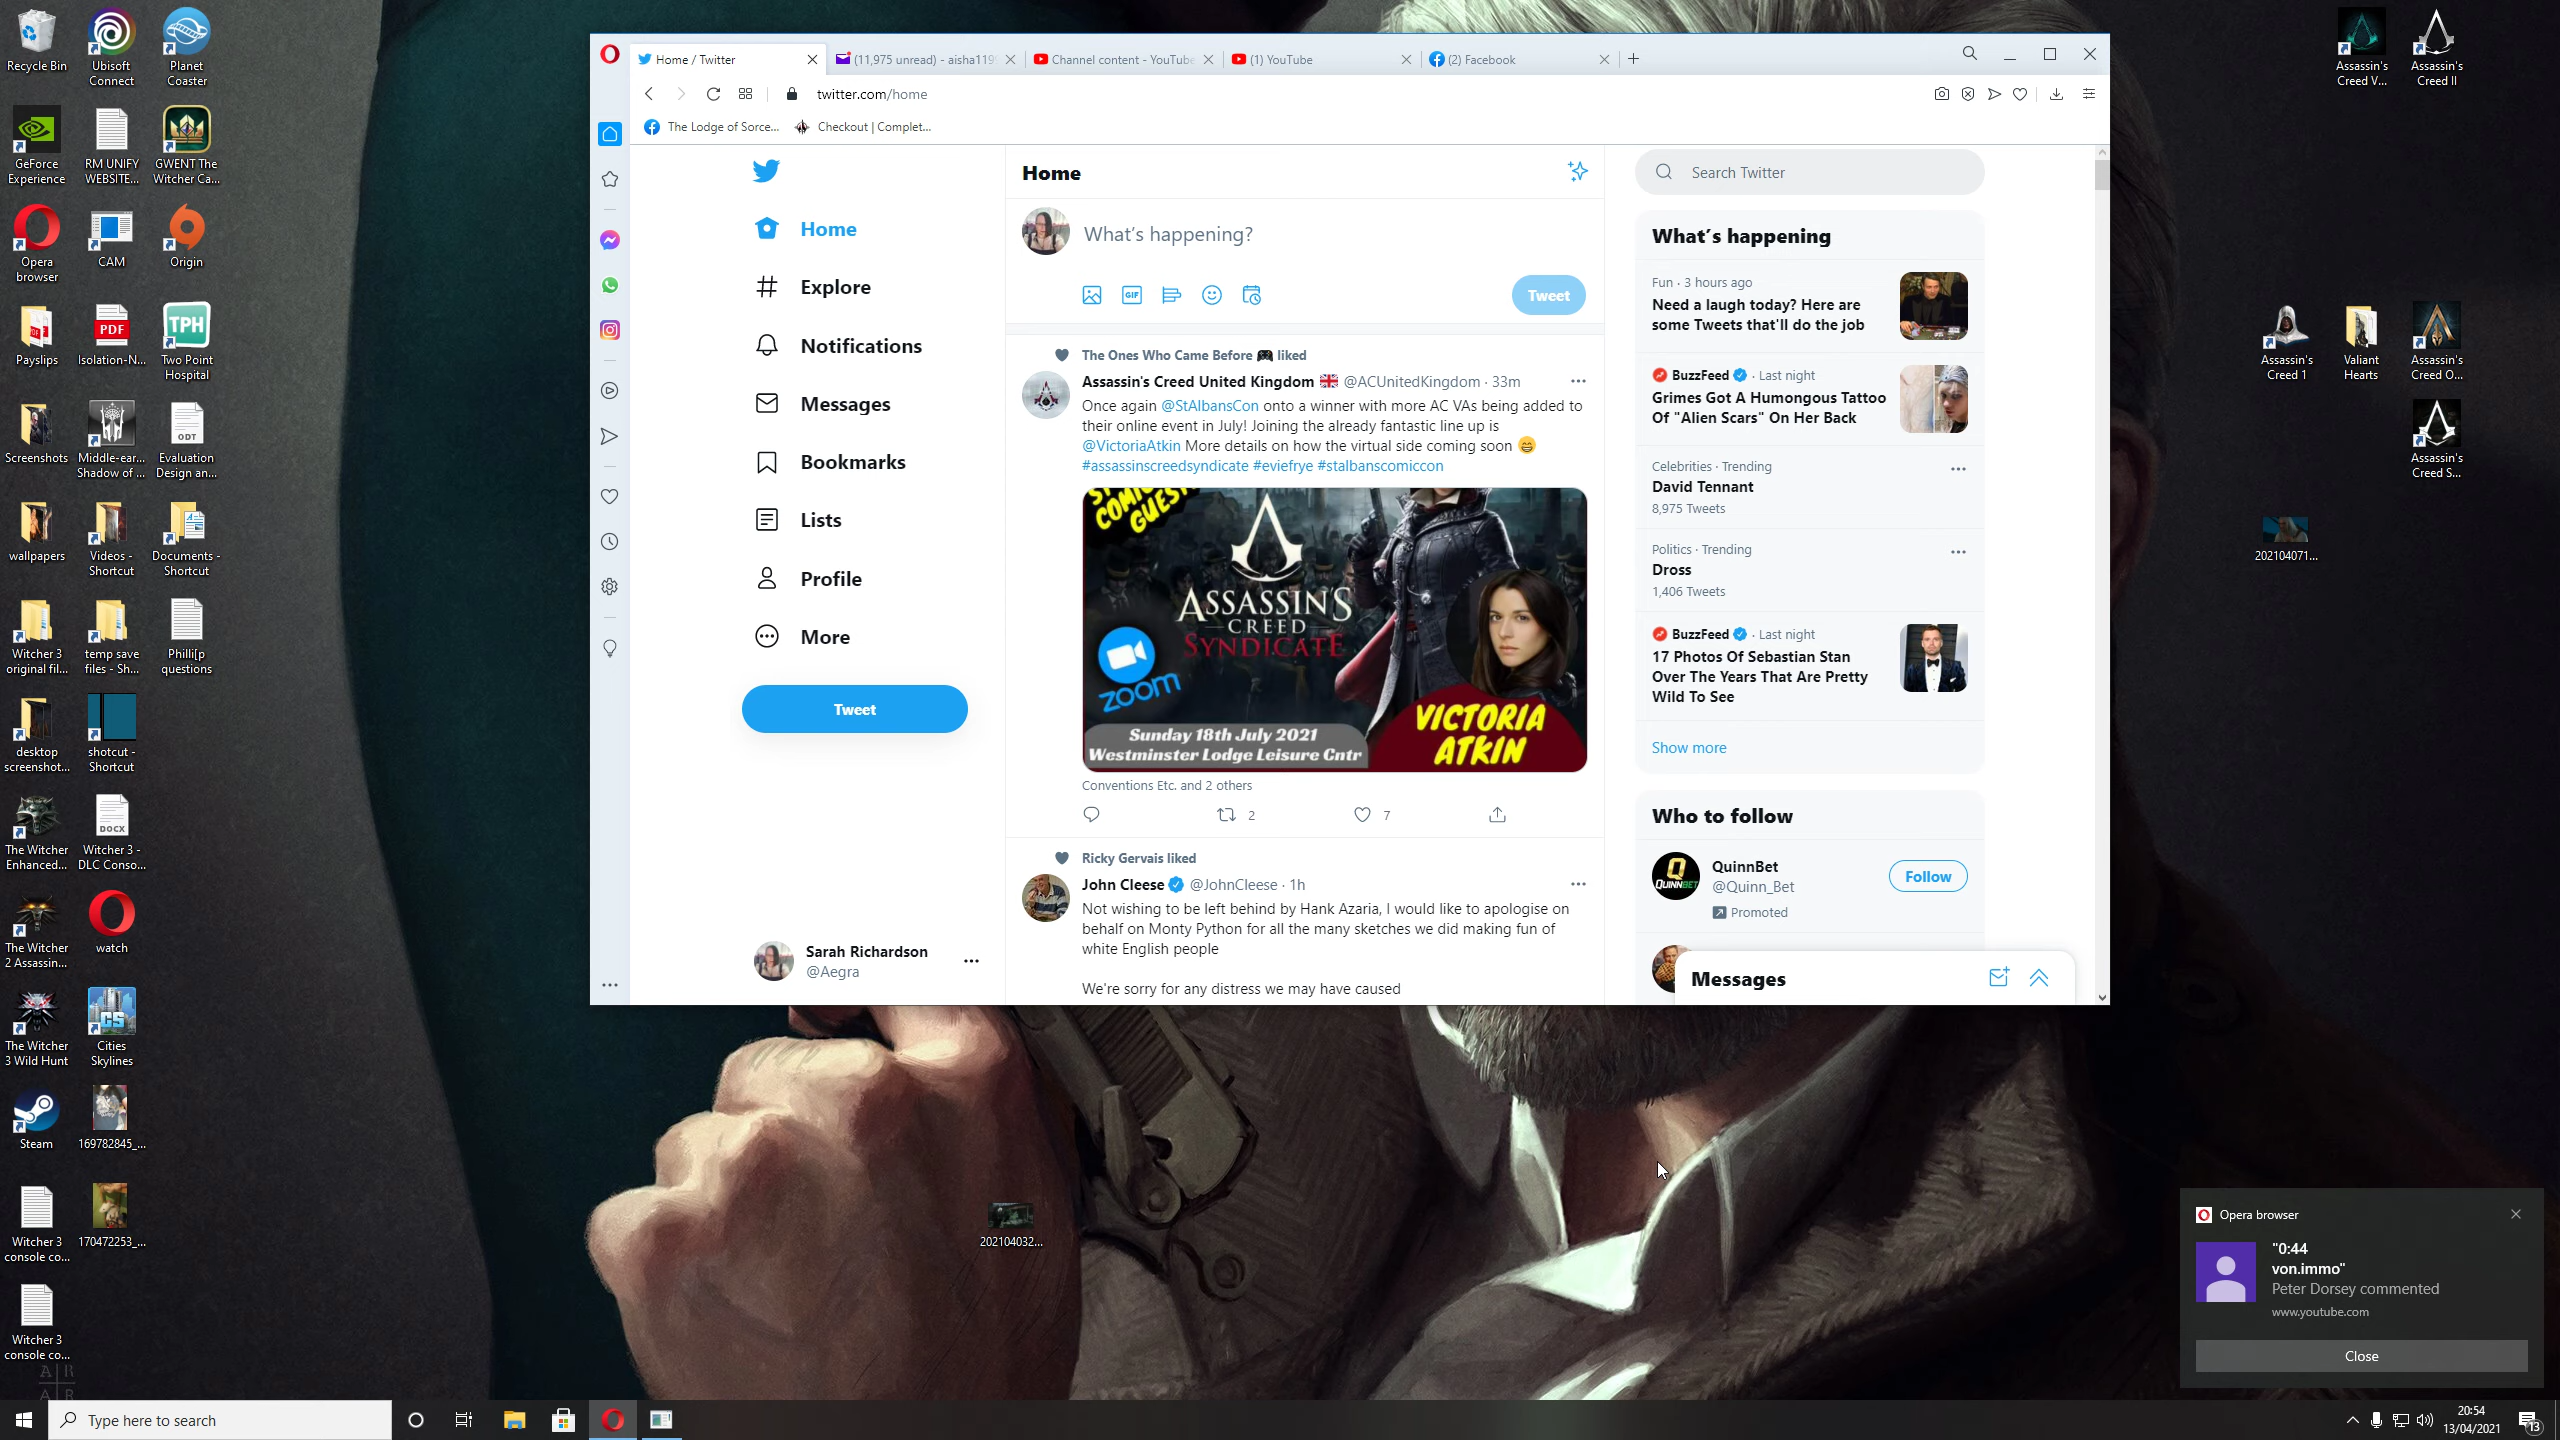 Recycle Bin
Ubisoft Connect
Planet Coaster
GeForce Experience
RM UNIFY WEBSITE...
GWENT The Witcher Ca...
Opera browser
CAM
Origin
Payslips
PDF
Isolation-N...
TPH
Two Point Hospital
Screenshots
Middle-ear... Shadow of ...
ODT
Evaluation Design an...
wallpapers
Videos - Shortcut
Documents - Shortcut
Witcher 3 original fil...
temp save files - Sh...
Philli[p questions
desktop screenshot...
shotcut - Shortcut
The Witcher Enhanced...
DOCX
Witcher 3 - DLC Conso...
The Witcher 2 Assassin...
watch
The Witcher 3 Wild Hunt
CS
Cities Skylines
Steam
169782845_...
Witcher 3 console co...
170472253_...
Witcher 3 console co...
A R
A R
Home / Twitter
(11,975 unread) - aisha119
Channel content - YouTube
(1) YouTube
(2) Facebook
twitter.com/home
The Lodge of Sorce...
Checkout | Complet...
Home
Explore
Notifications
Messages
Bookmarks
Lists
Profile
More
Tweet
Sarah Richardson
@Aegra
Home
What's happening?
GIF
Tweet
The Ones Who Came Before 🎮 liked
Assassin's Creed United Kingdom 🇬🇧 @ACUnitedKingdom · 33m
Once again @StAlbansCon onto a winner with more AC VAs being added to
their online event in July! Joining the already fantastic line up is
@VictoriaAtkin More details on how the virtual side coming soon 😄
#assassinscreedsyndicate #eviefrye #stalbanscomiccon
GUEST
ASSASSIN'S
CREED
SYNDICATE
zoom
Sunday 18th July 2021
Westminster Lodge Leisure Cntr
VICTORIA
ATKIN
Conventions Etc. and 2 others
2
7
Ricky Gervais liked
John Cleese @JohnCleese · 1h
Not wishing to be left behind by Hank Azaria, I would like to apologise on
behalf on Monty Python for all the many sketches we did making fun of
white English people
We're sorry for any distress we may have caused
Search Twitter
What's happening
Fun · 3 hours ago
Need a laugh today? Here are
some Tweets that'll do the job
BuzzFeed · Last night
Grimes Got A Humongous Tattoo
Of "Alien Scars" On Her Back
Celebrities · Trending
David Tennant
8,975 Tweets
Politics · Trending
Dross
1,406 Tweets
BuzzFeed · Last night
17 Photos Of Sebastian Stan
Over The Years That Are Pretty
Wild To See
Show more
Who to follow
QUINNBET
QuinnBet
@Quinn_Bet
Promoted
Follow
Messages
Assassin's Creed V...
Assassin's Creed II
Assassin's Creed 1
Valiant Hearts
Assassin's Creed O...
Assassin's Creed S...
202104071...
202104032...
Opera browser
"0:44
von.immo"
Peter Dorsey commented
www.youtube.com
Close
Type here to search
20:54
13/04/2021
13